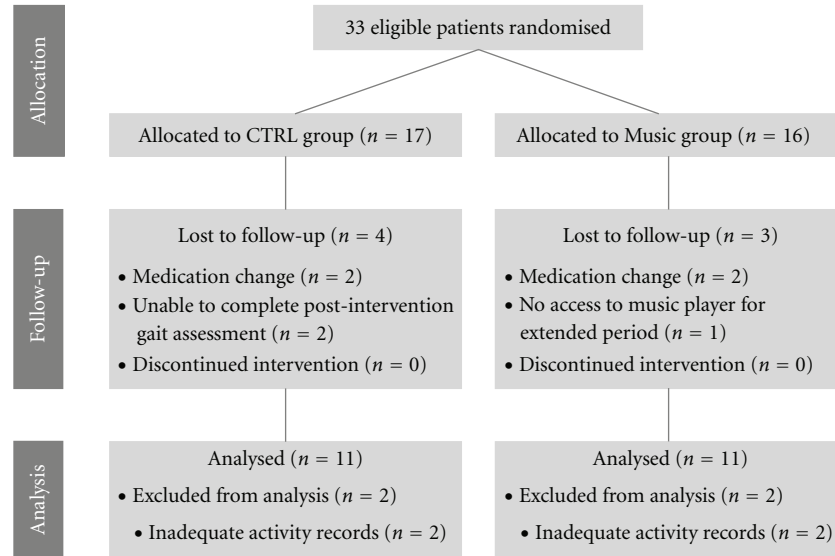 Allocation
33 eligible patients randomised
Allocated to CTRL group (n = 17)
Allocated to Music group (n = 16)
Follow-up
Lost to follow-up (n = 4)
• Medication change (n = 2)
• Unable to complete post-intervention
gait assessment (n = 2)
• Discontinued intervention (n = 0)
Lost to follow-up (n = 3)
• Medication change (n = 2)
• No access to music player for
extended period (n = 1)
• Discontinued intervention (n = 0)
Analysis
Analysed (n = 11)
• Excluded from analysis (n = 2)
• Inadequate activity records (n = 2)
Analysed (n = 11)
• Excluded from analysis (n = 2)
• Inadequate activity records (n = 2)